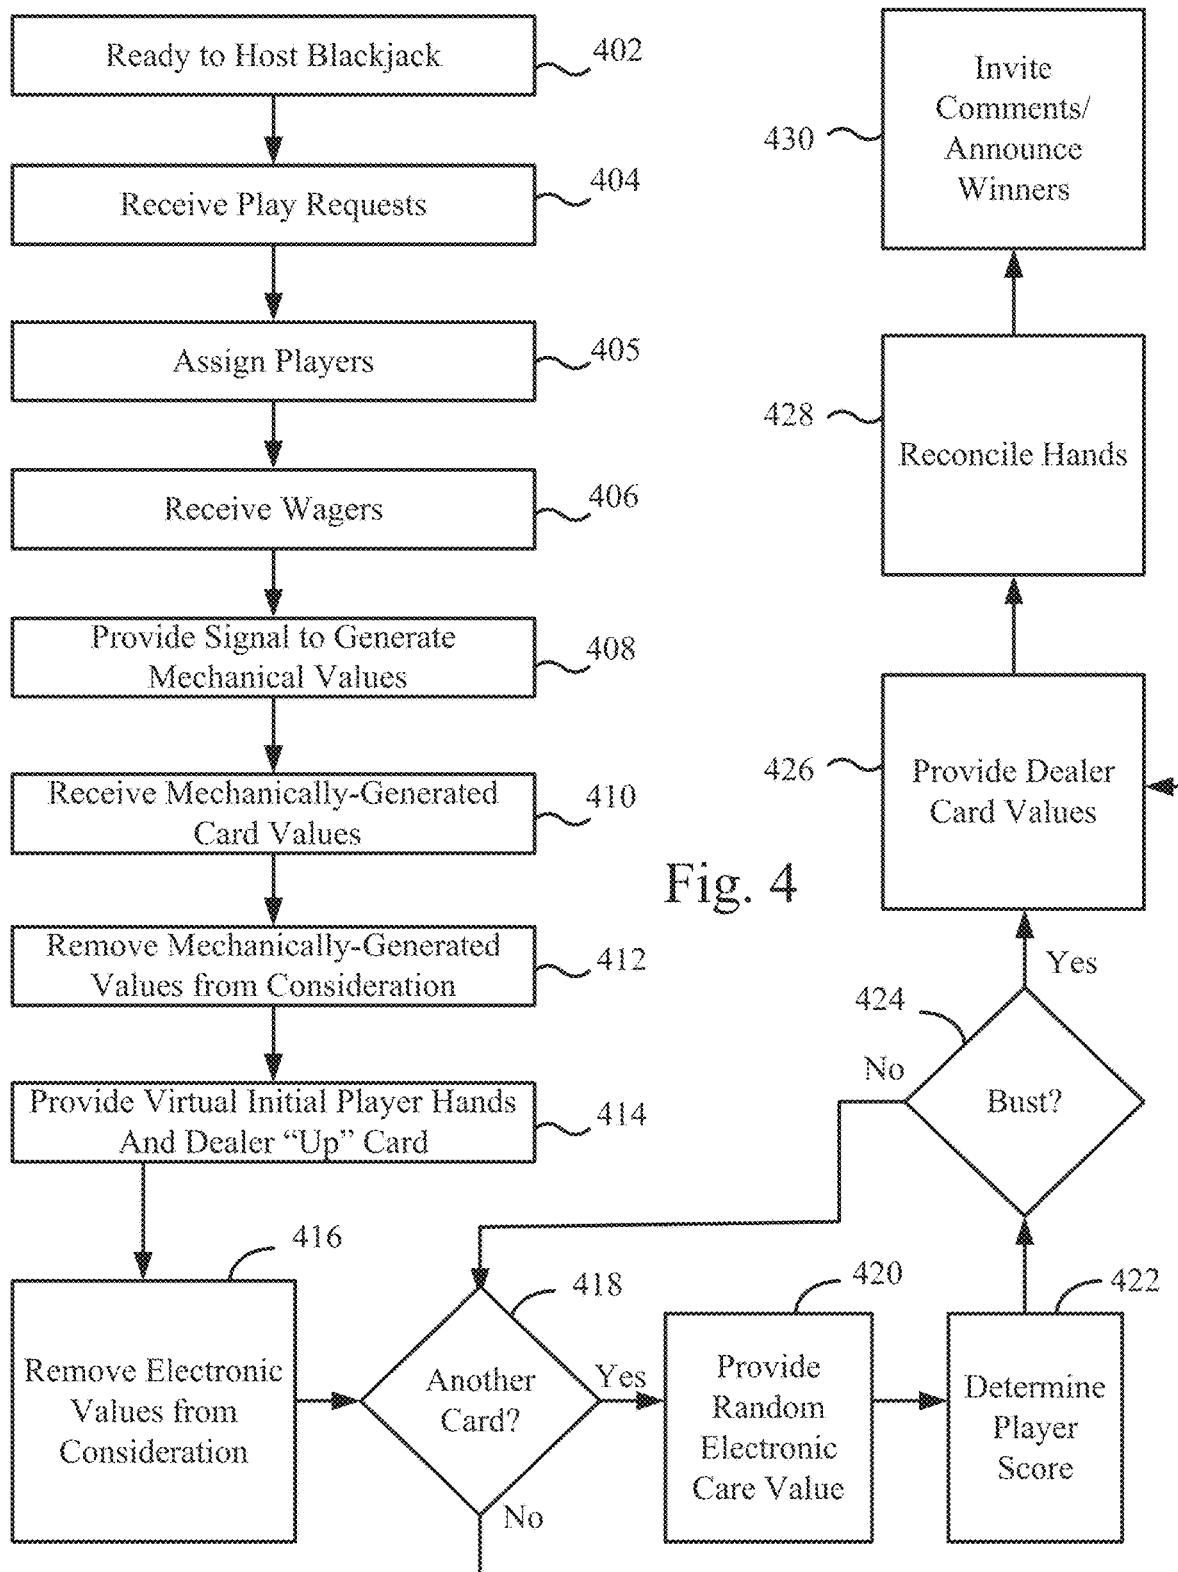 Ready to Host Blackjack
402
Receive Play Requests
404
Assign Players
405
Receive Wagers
406
Provide Signal to Generate
Mechanical Values
408
Receive Mechanically-Generated
Card Values
410
Remove Mechanically-Generated
Values from Consideration
412
Provide Virtual Initial Player Hands
And Dealer “Up” Card
414
416
Remove Electronic
Values from
Consideration
418
Another
Card?
Yes
No
420
Provide
Random
Electronic
Care Value
422
Determine
Player
Score
424
Bust?
No
Yes
426
Provide Dealer
Card Values
428
Reconcile Hands
430
Invite
Comments/
Announce
Winners
Fig. 4